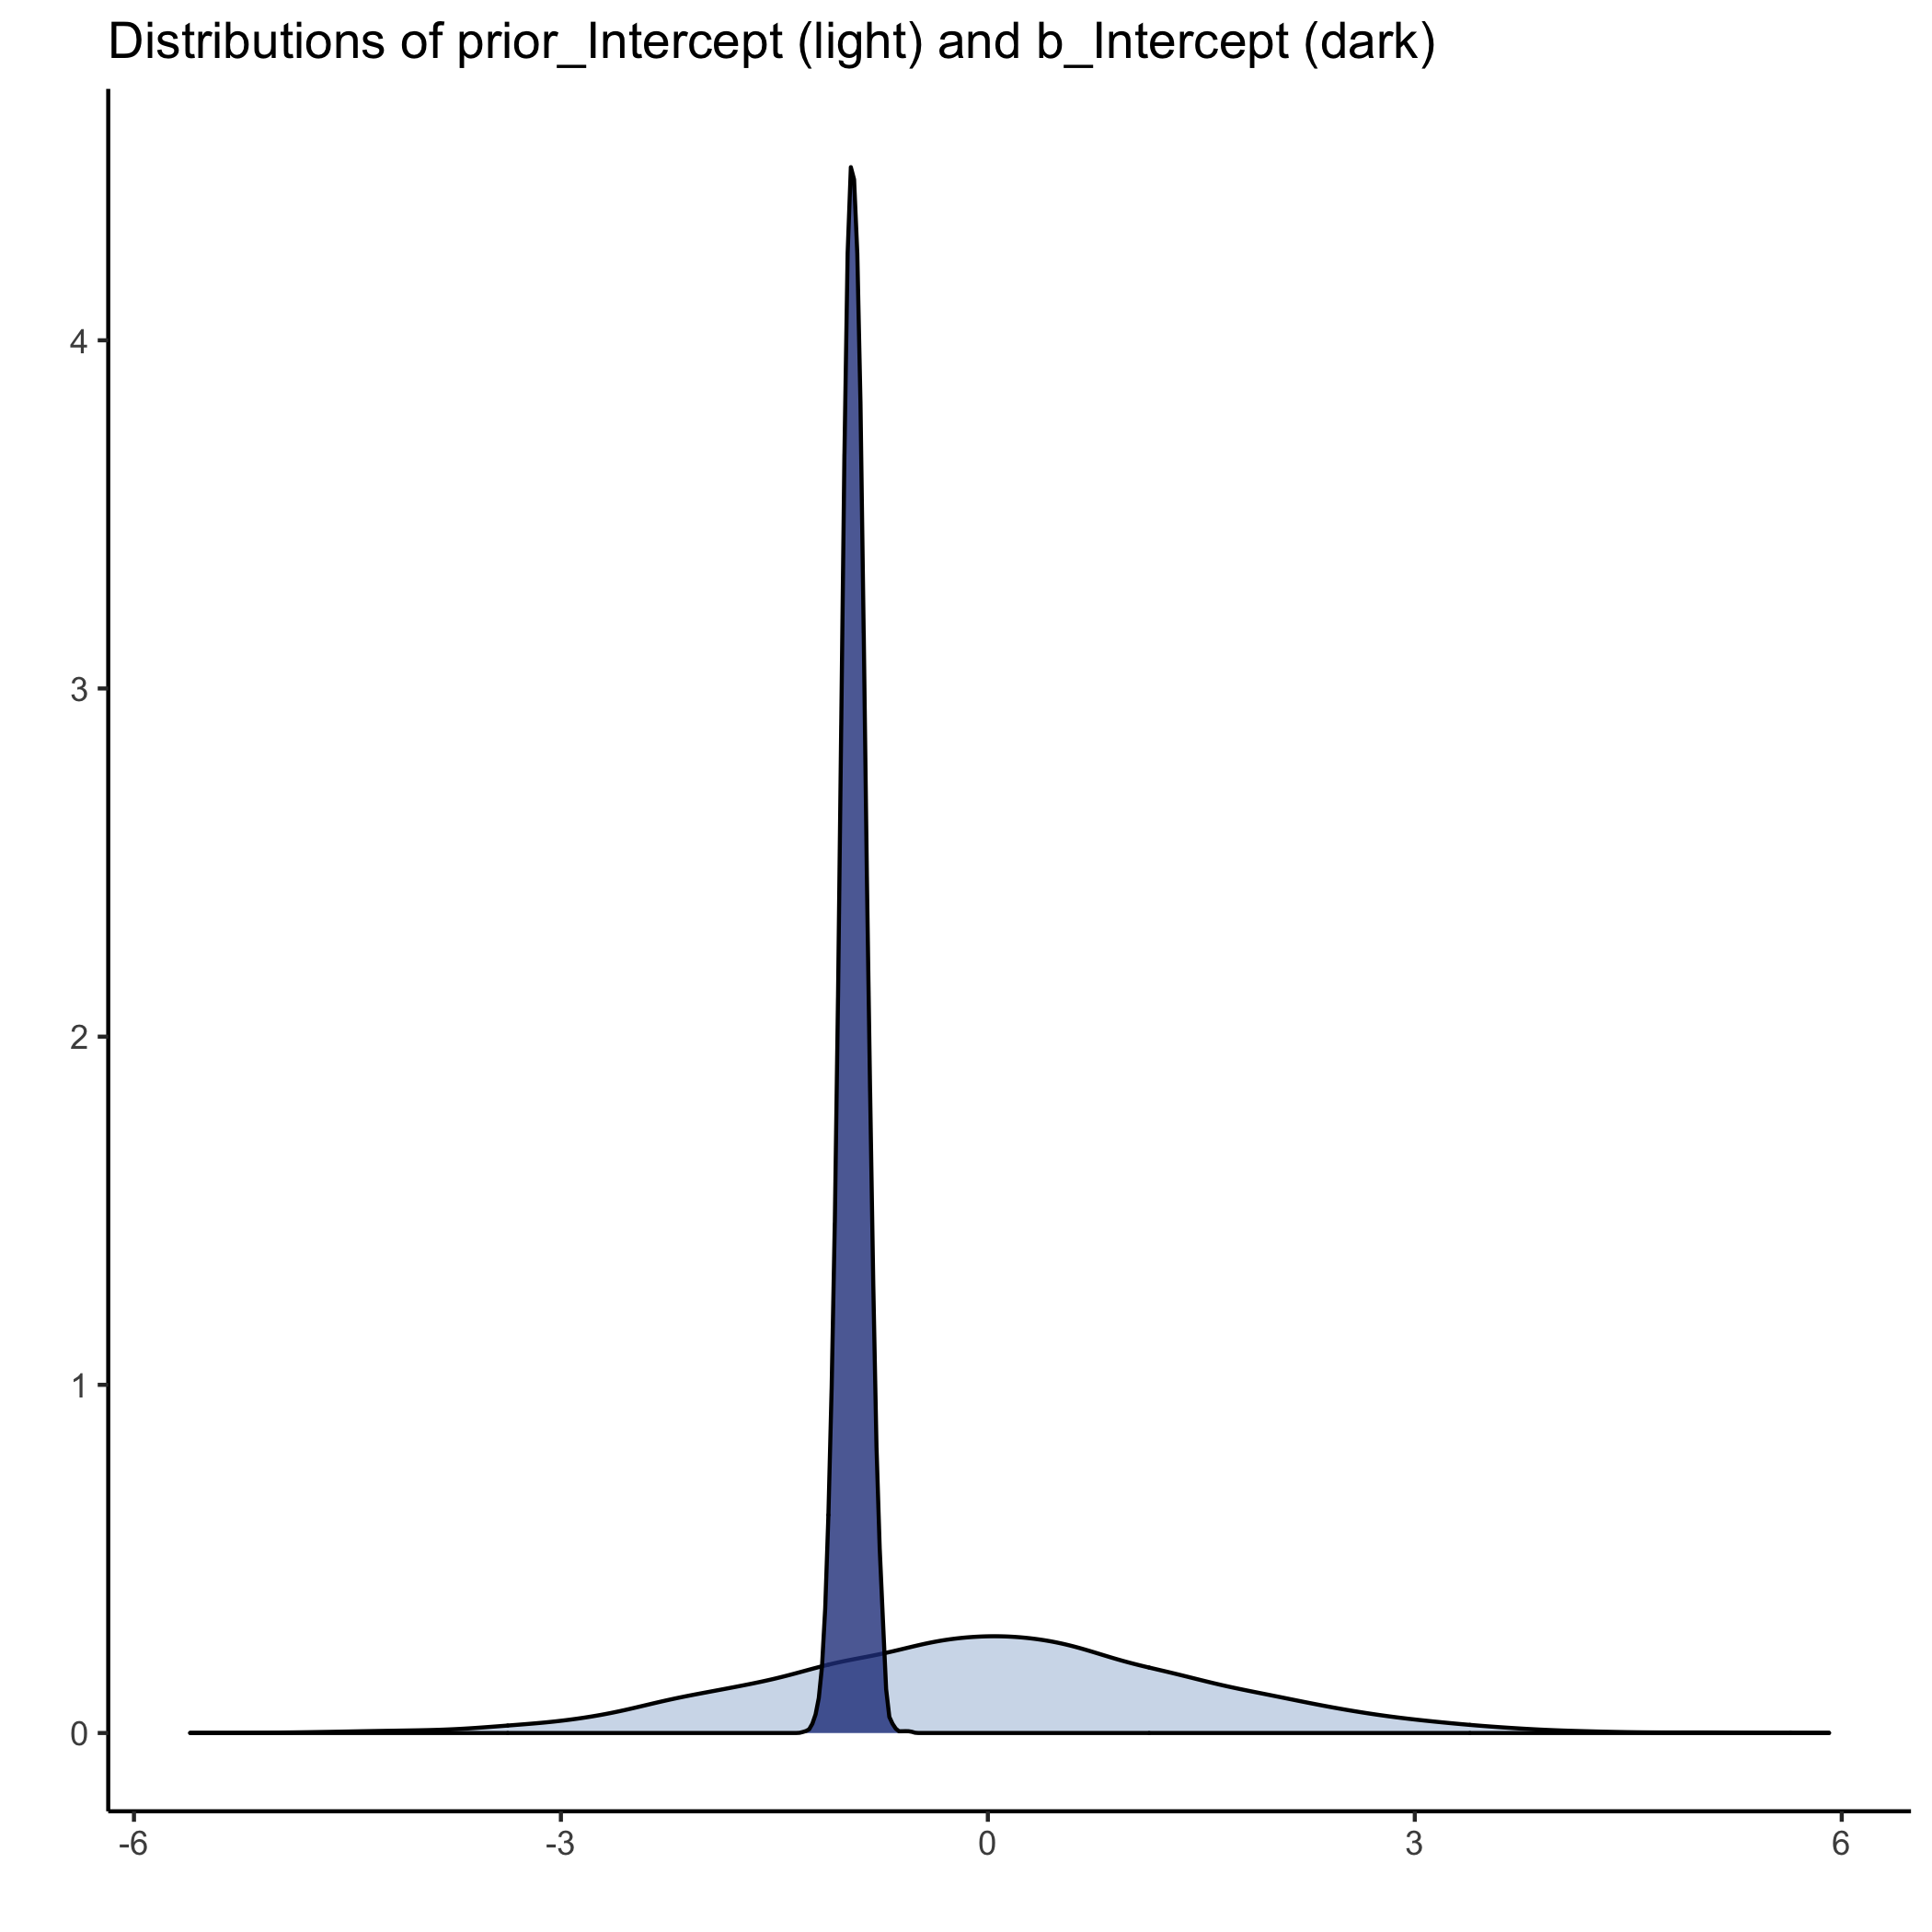 Distributions of prior_Intercept (light) and b_Intercept (dark)
4
3
2
1
0
-6 -3 0 3 6